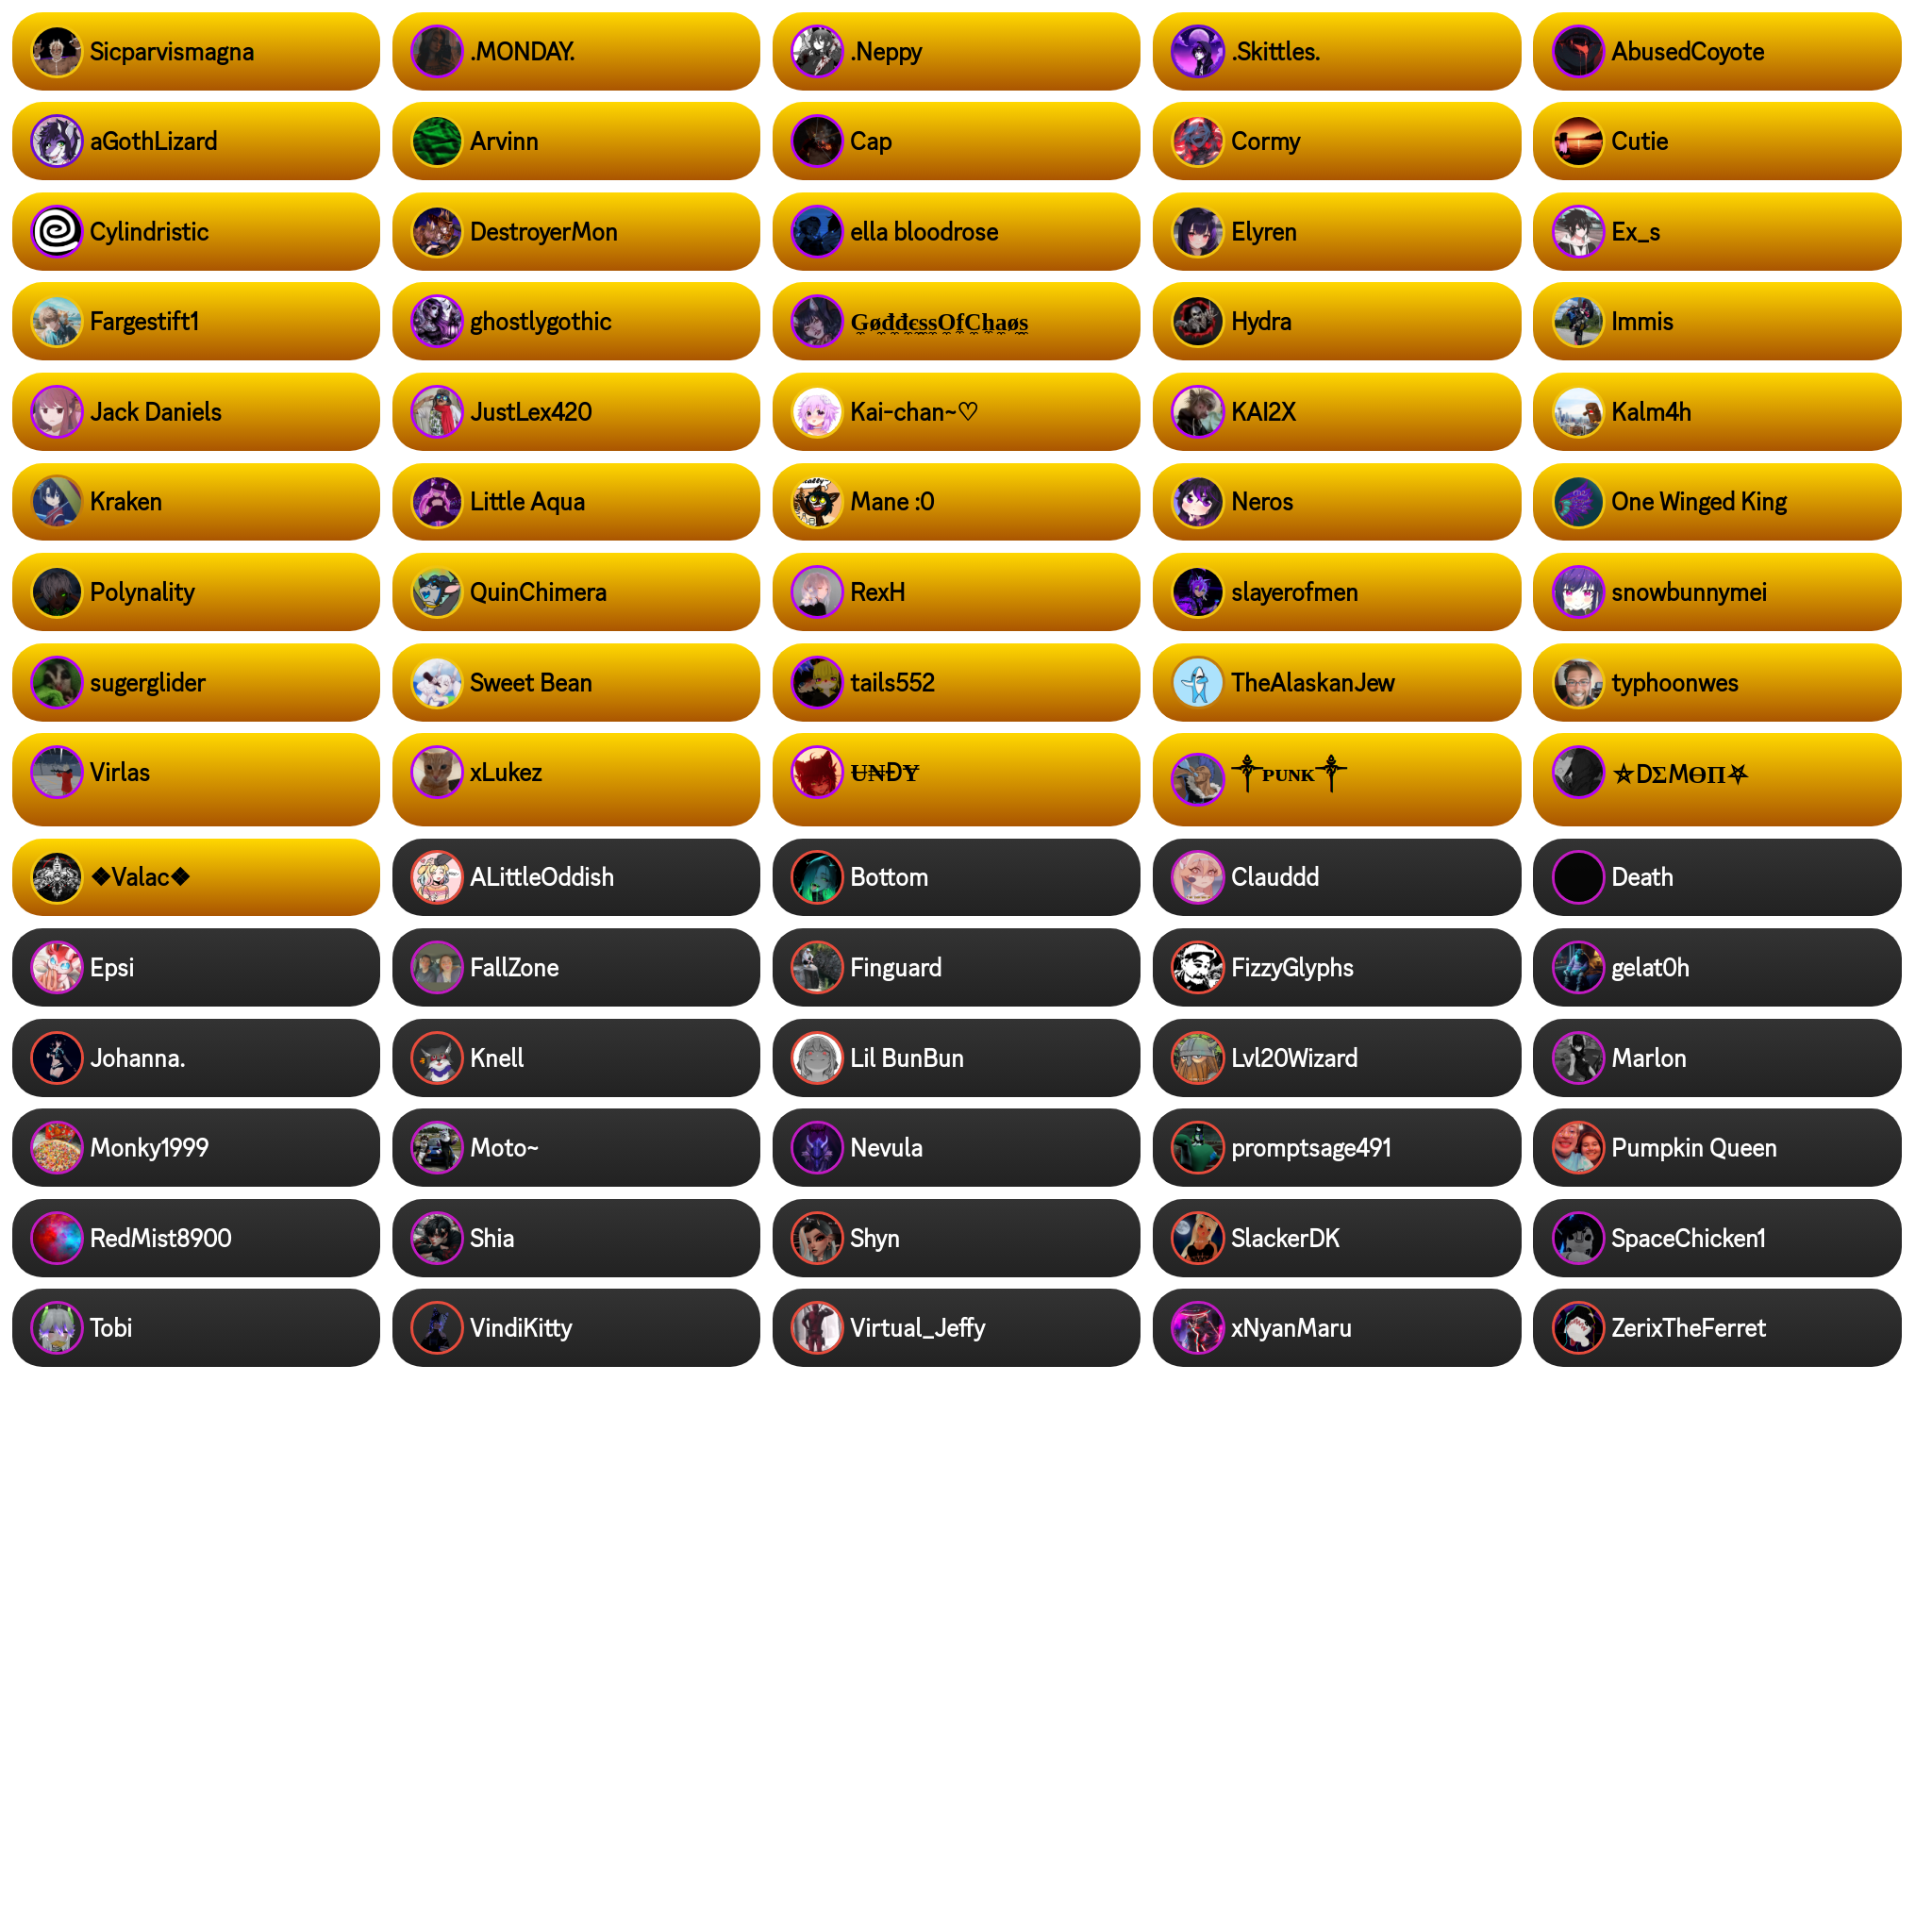 Sicparvismagna .MONDAY. .Neppy .Skittles. AbusedCoyote
aGothLizard Arvinn Cap Cormy Cutie
Cylindristic DestroyerMon ella bloodrose Elyren Ex_s
Fargestift1 ghostlygothic G̰ø̰đ̰đ̰є̰s̰s̰O̰f̰C̰h̰a̰ø̰s̰ Hydra Immis
Jack Daniels JustLex420 Kai-chan~♡ KAI2X Kalm4h
Kraken Little Aqua Mane :0 Neros One Winged King
Polynality QuinChimera RexH slayerofmen snowbunnymei
sugerglider Sweet Bean tails552 TheAlaskanJew typhoonwes
Virlas xLukez Ʉ₦ĐɎ ༒ᴘᴜɴᴋ༒ ⛤DΣMӨП⛧
❖Valac❖ ALittleOddish Bottom Clauddd Death
Epsi FallZone Finguard FizzyGlyphs gelat0h
Johanna. Knell Lil BunBun Lvl20Wizard Marlon
Monky1999 Moto~ Nevula promptsage491 Pumpkin Queen
RedMist8900 Shia Shyn SlackerDK SpaceChicken1
Tobi VindiKitty Virtual_Jeffy xNyanMaru ZerixTheFerret